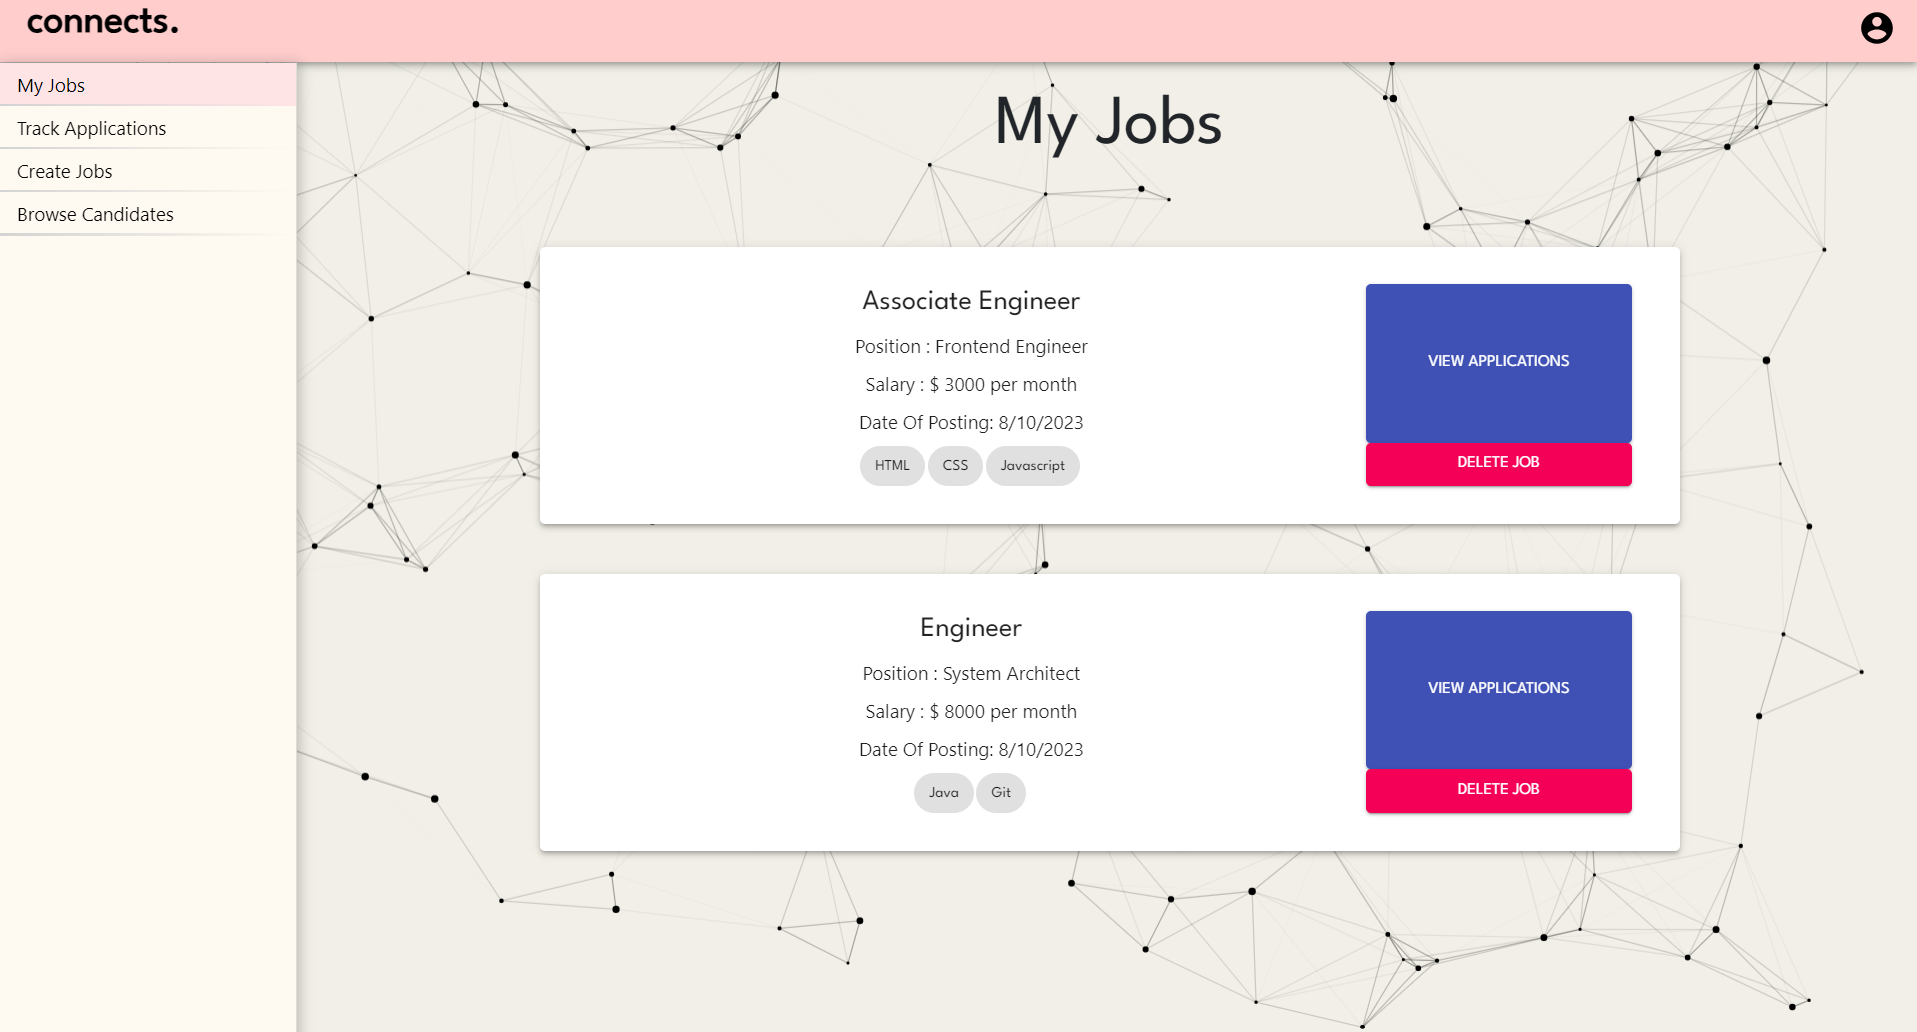 connects.
My Jobs
Track Applications
Create Jobs
Browse Candidates
My Jobs
Associate Engineer
Position : Frontend Engineer
Salary : $ 3000 per month
Date Of Posting: 8/10/2023
HTML CSS Javascript
VIEW APPLICATIONS
DELETE JOB
Engineer
Position : System Architect
Salary : $ 8000 per month
Date Of Posting: 8/10/2023
Java Git
VIEW APPLICATIONS
DELETE JOB